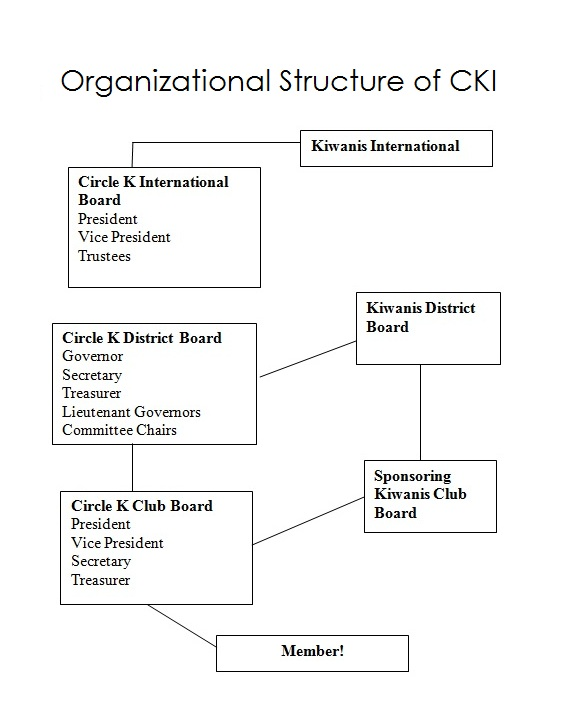 Organizational Structure of CKI
Kiwanis International
Circle K International
Board
President
Vice President
Trustees
Kiwanis District
Board
Circle K District Board
Governor
Secretary
Treasurer
Lieutenant Governors
Committee Chairs
Sponsoring
Kiwanis Club
Board
Circle K Club Board
President
Vice President
Secretary
Treasurer
Member!